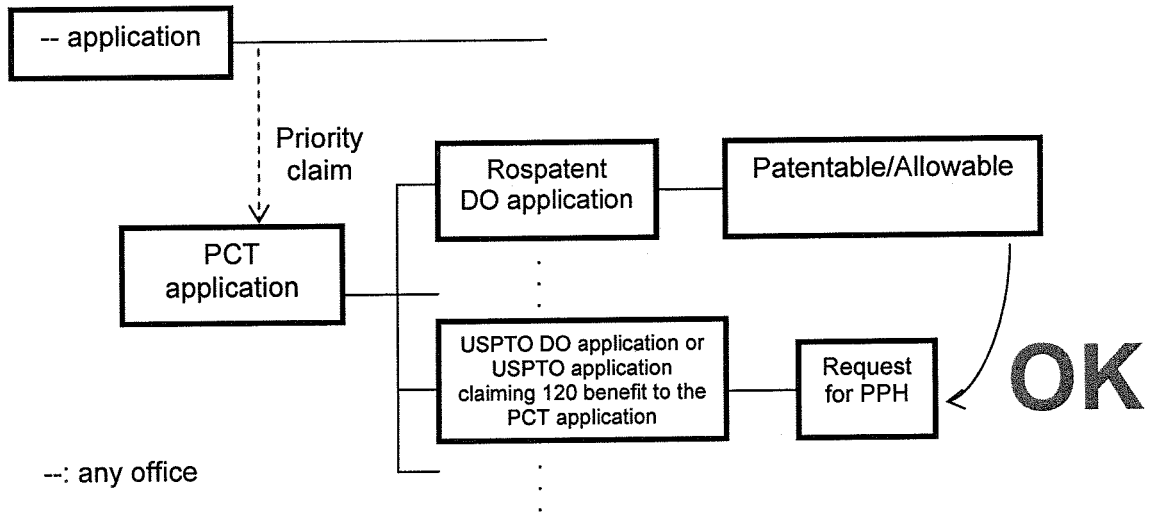 -- application
Priority
claim
PCT
application
Rospatent
DO application
Patentable/Allowable
USPTO DO application or
USPTO application
claiming 120 benefit to the
PCT application
Request
for PPH
OK
--: any office